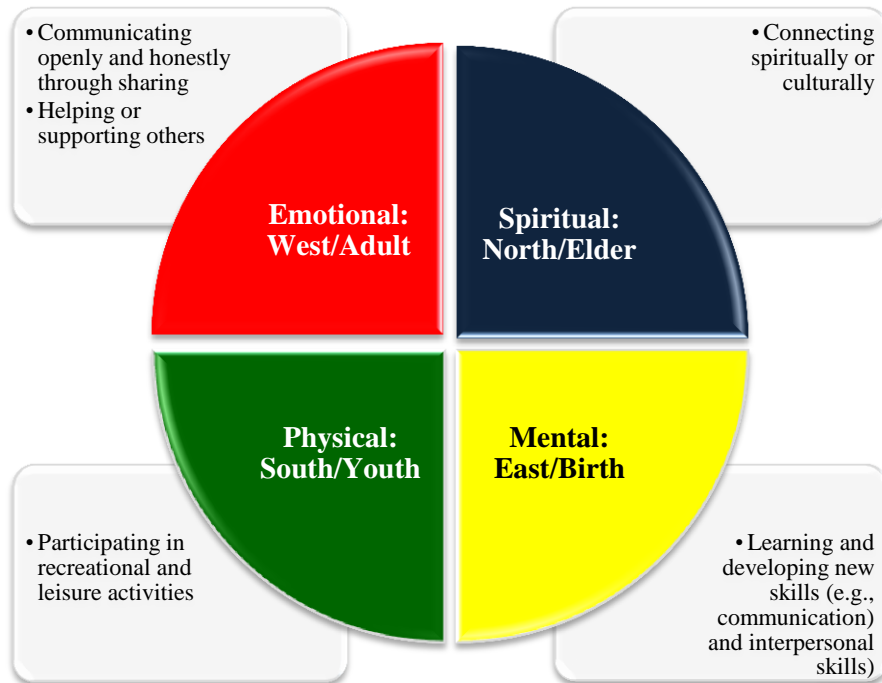 • Communicating
openly and honestly
through sharing
• Helping or
supporting others
• Connecting
spiritually or
culturally
Emotional:
West/Adult
Spiritual:
North/Elder
Physical:
South/Youth
Mental:
East/Birth
• Participating in
recreational and
leisure activities
• Learning and
developing new
skills (e.g.,
communication)
and interpersonal
skills)